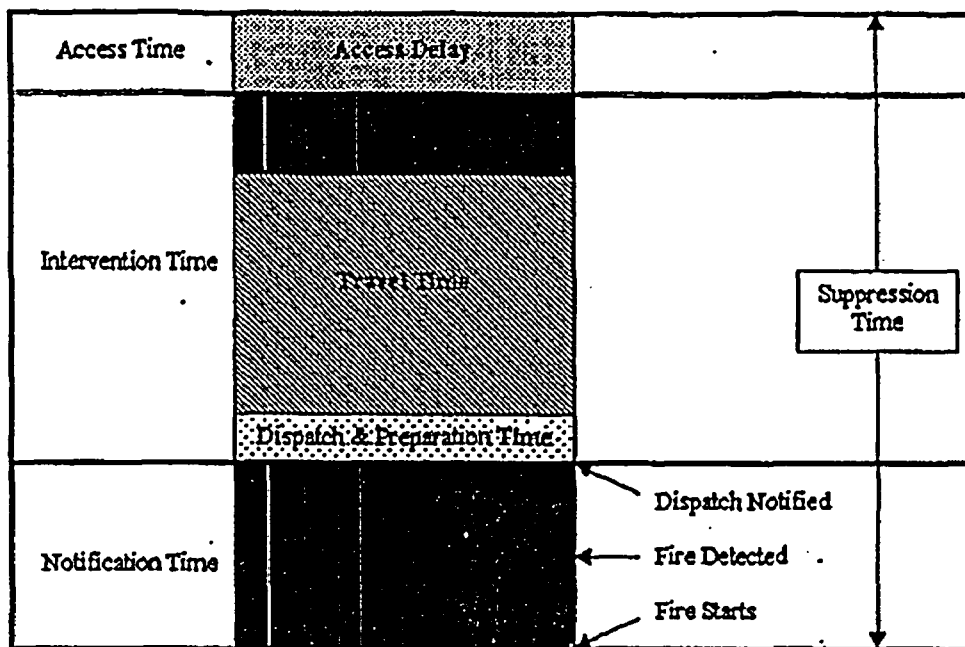 Access Time
Access Delay
Intervention Time
Travel Time
Suppression
Time
Dispatch & Preparation Time
Dispatch Notified
Notification Time
Fire Detected
Fire Starts